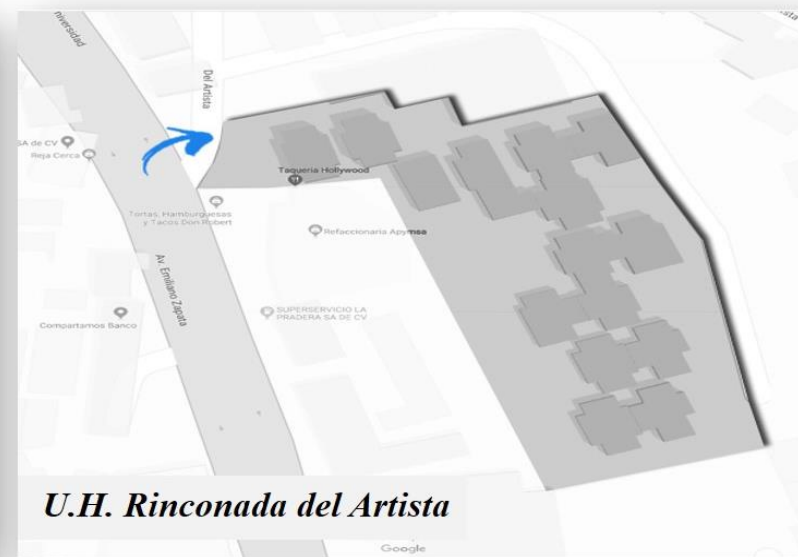 niversidad
sta
Del Artista
SA de CV
Reja Cerca
Taqueria Hollywood
Tortas, Hamburguesas
y Tacos Don Robert
Refaccionaria Apymsa
Av. Emiliano Zapata
SUPERSERVICIO LA
PRADERA SA DE CV
Compartamos Banco
U.H. Rinconada del Artista
Google